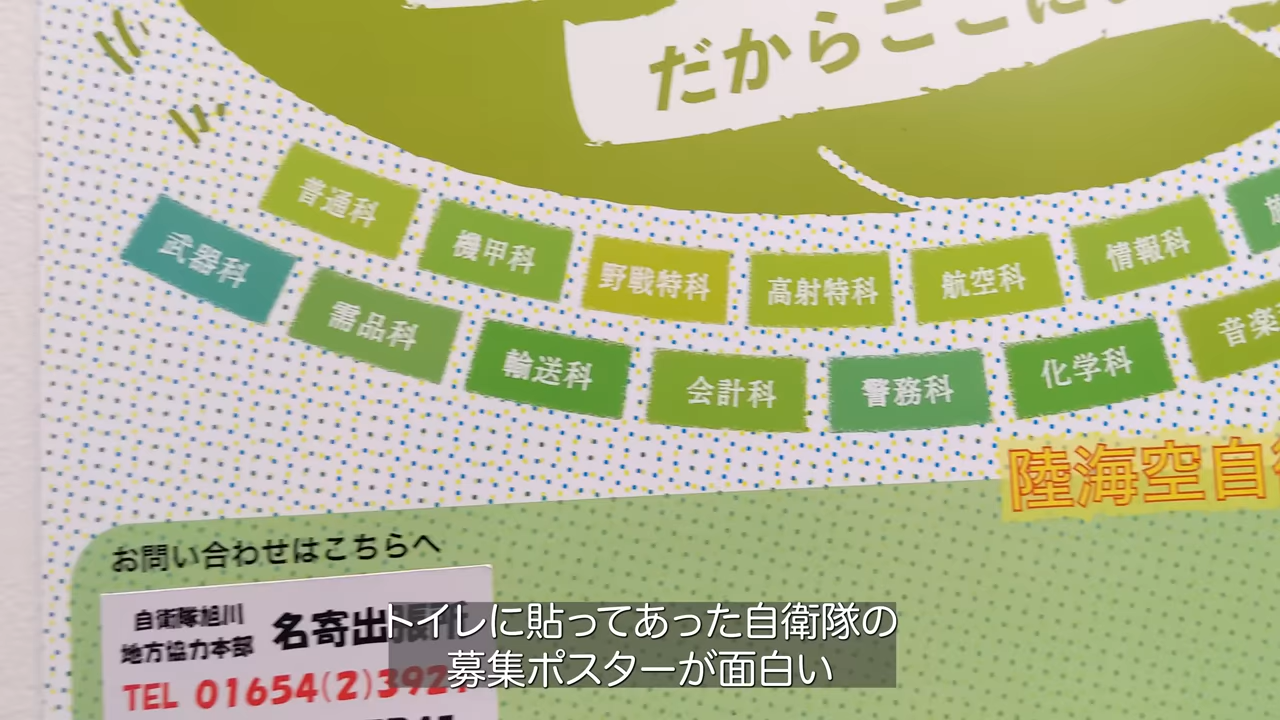 だからここに
普通科
機甲科
野戦特科
高射特科
航空科
情報科
武器科
需品科
輸送科
会計科
警務科
化学科
音楽
陸海空自
お問い合わせはこちらへ
自衛隊旭川
地方協力本部
名寄出張所
TEL 01654(2)392
トイレに貼ってあった自衛隊の
募集ポスターが面白い